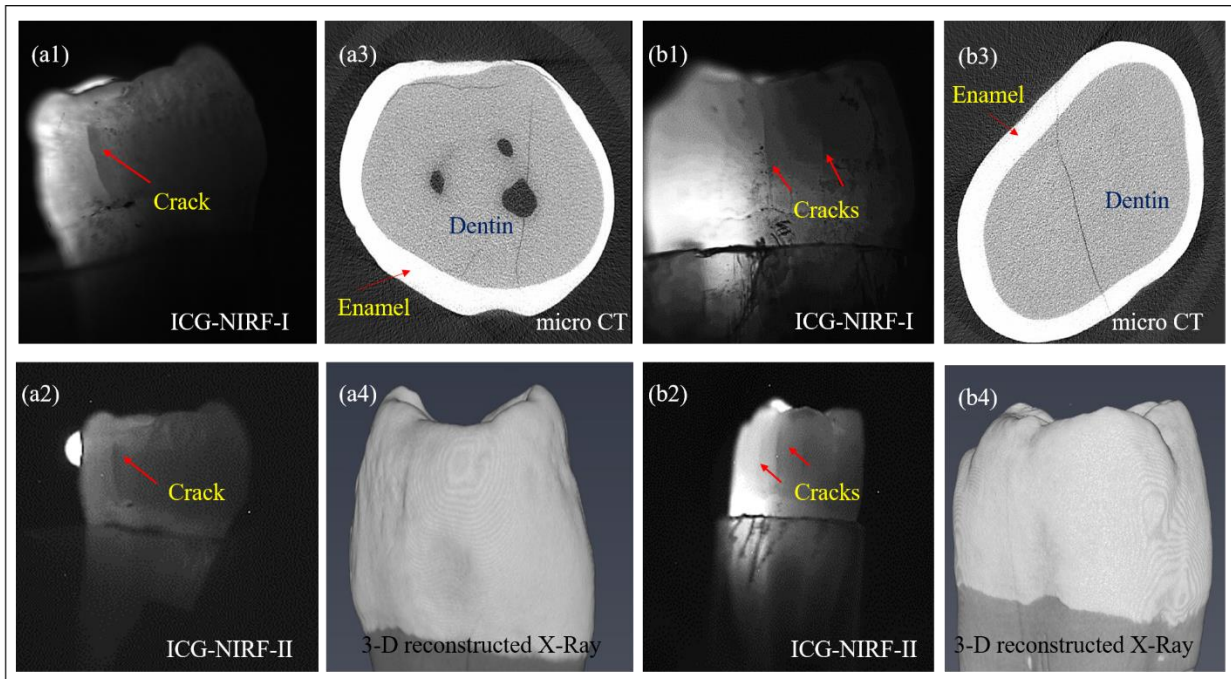 (a1)
Crack
ICG-NIRF-I
(a3)
Dentin
Enamel
micro CT
(b1)
Cracks
ICG-NIRF-I
(b3)
Enamel
Dentin
micro CT
(a2)
Crack
ICG-NIRF-II
(a4)
3-D reconstructed X-Ray
(b2)
Cracks
ICG-NIRF-II
(b4)
3-D reconstructed X-Ray